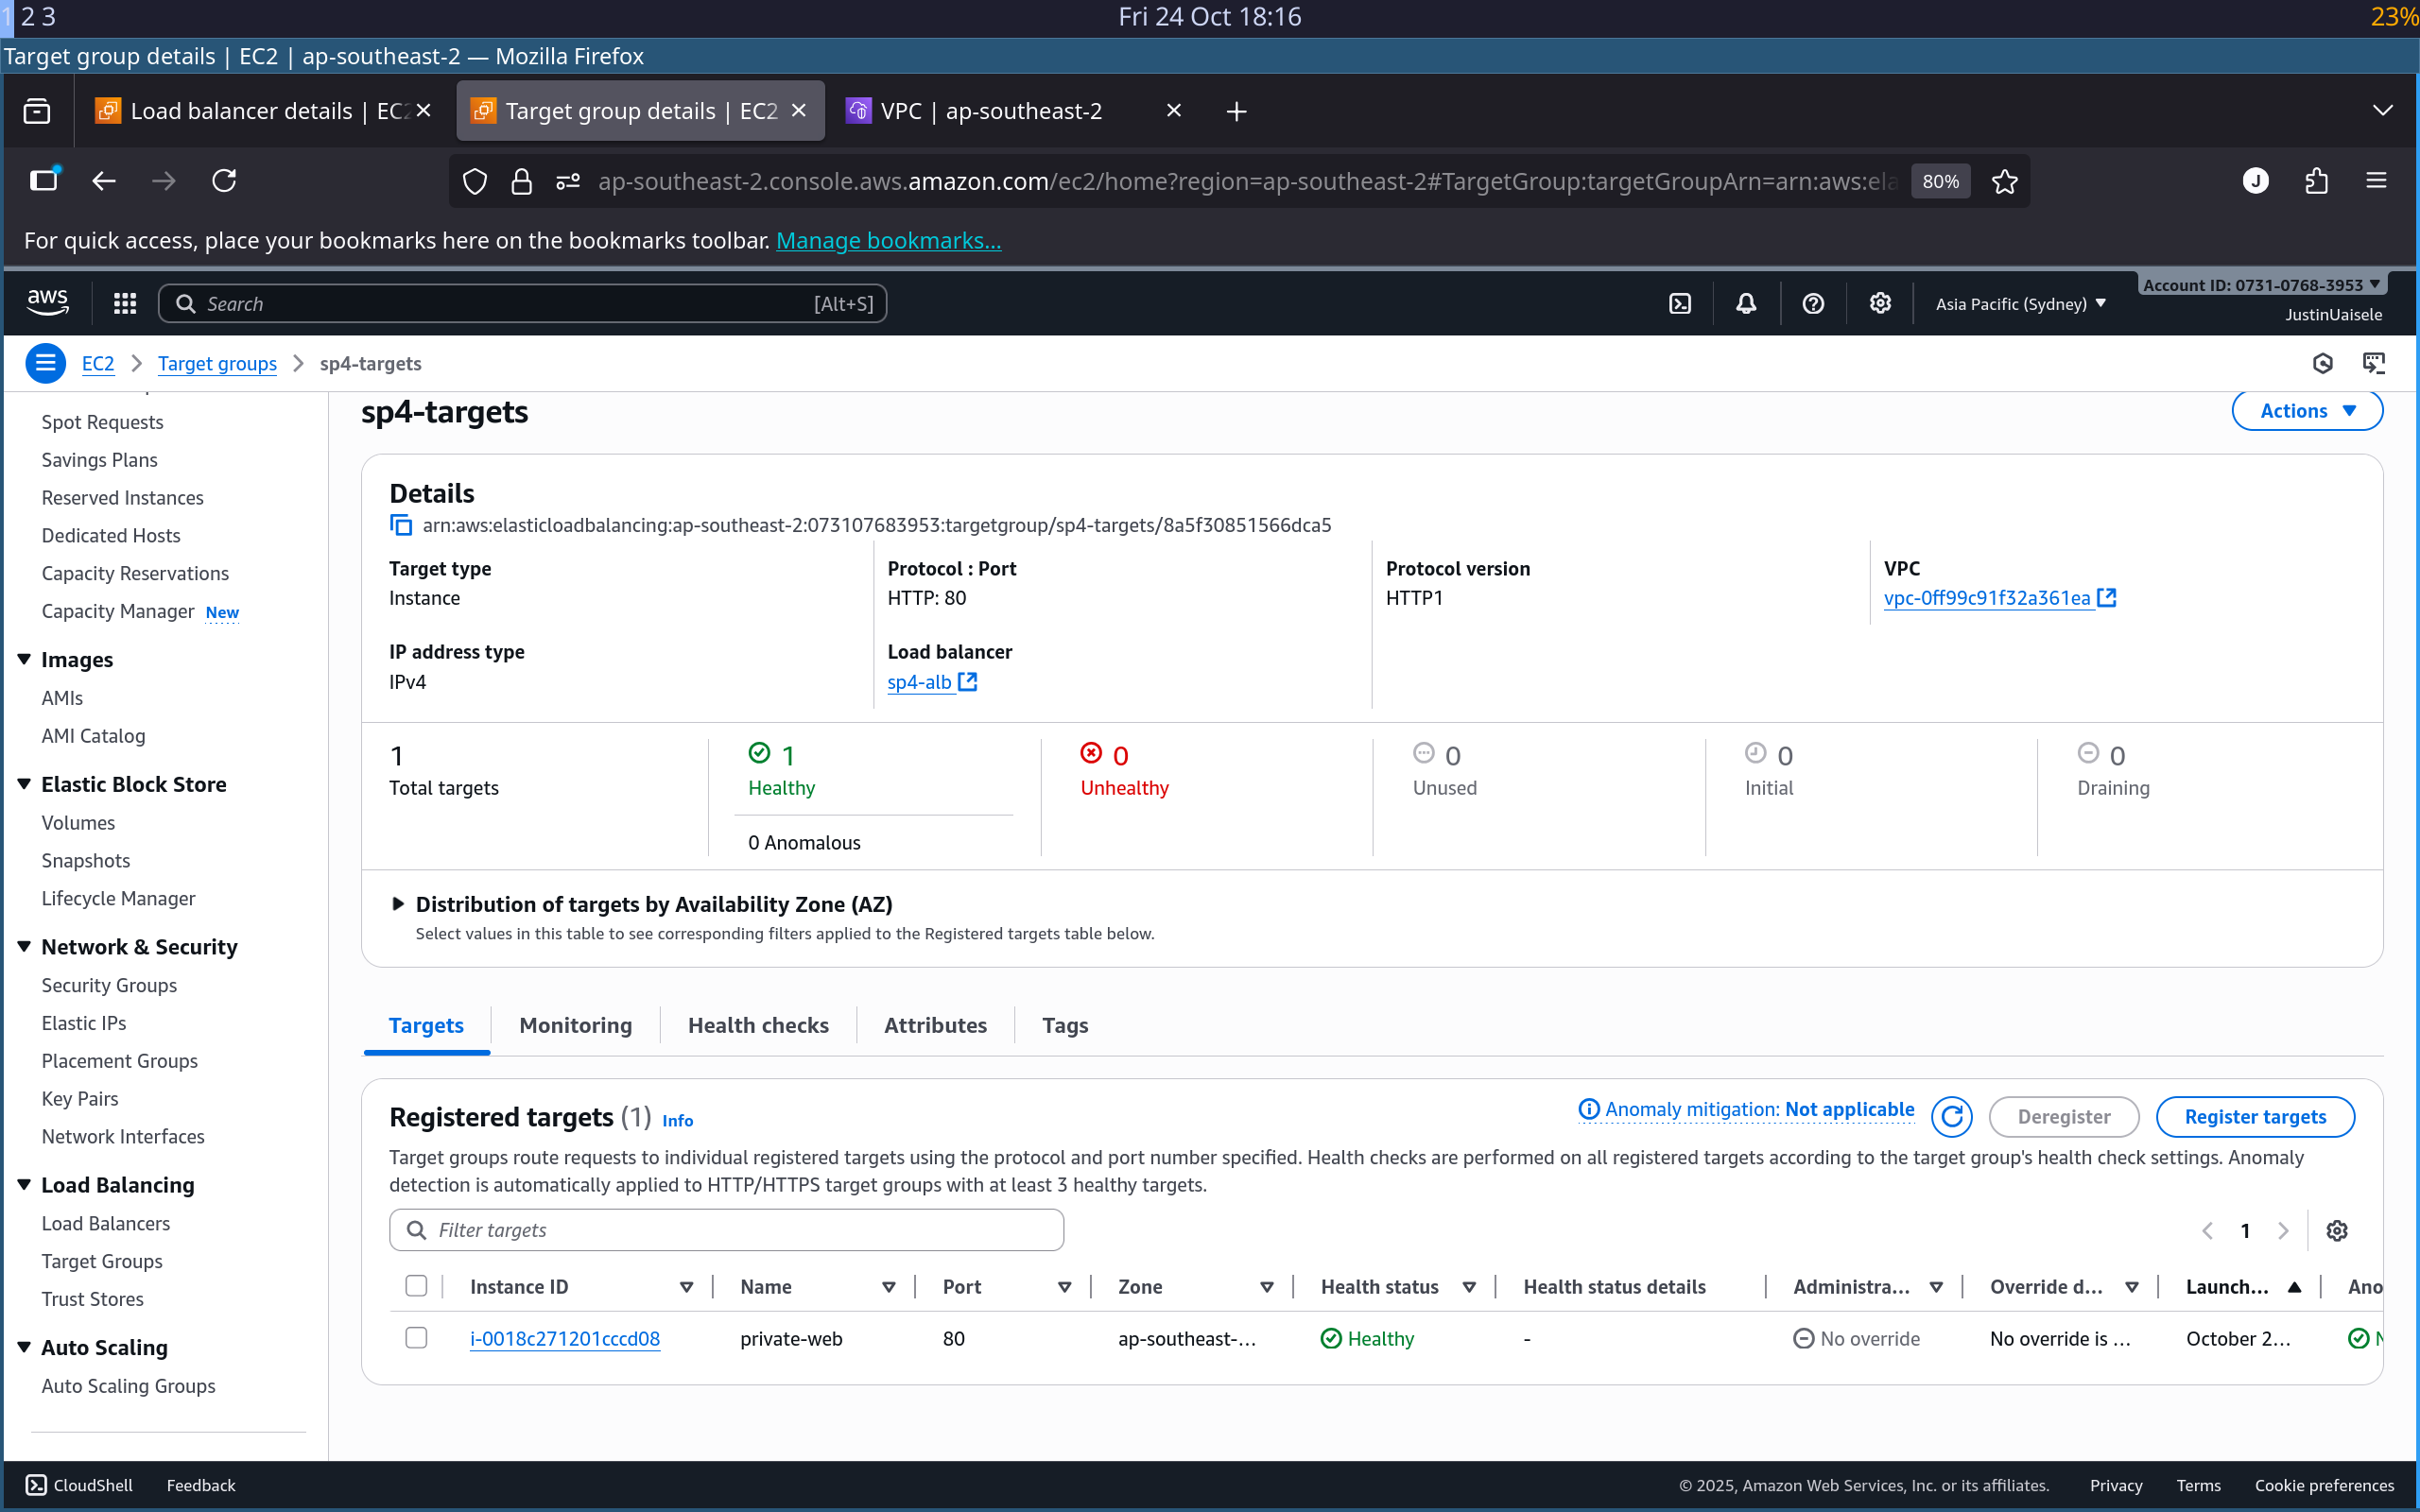 1 2 3
Fri 24 Oct 18:16
23%
Target group details | EC2 | ap-southeast-2 — Mozilla Firefox
Load balancer details | EC2
Target group details | EC2
VPC | ap-southeast-2
ap-southeast-2.console.aws.amazon.com/ec2/home?region=ap-southeast-2#TargetGroup:targetGroupArn=arn:aws:ela
80%
J
For quick access, place your bookmarks here on the bookmarks toolbar. Manage bookmarks...
aws
Search
[Alt+S]
Asia Pacific (Sydney)
Account ID: 0731-0768-3953
JustinUaisele
EC2
Target groups
sp4-targets
Spot Requests
Savings Plans
Reserved Instances
Dedicated Hosts
Capacity Reservations
Capacity Manager New
Images
AMIs
AMI Catalog
Elastic Block Store
Volumes
Snapshots
Lifecycle Manager
Network & Security
Security Groups
Elastic IPs
Placement Groups
Key Pairs
Network Interfaces
Load Balancing
Load Balancers
Target Groups
Trust Stores
Auto Scaling
Auto Scaling Groups
sp4-targets
Actions
Details
arn:aws:elasticloadbalancing:ap-southeast-2:073107683953:targetgroup/sp4-targets/8a5f30851566dca5
Target type
Instance
Protocol : Port
HTTP: 80
Protocol version
HTTP1
VPC
vpc-0ff99c91f32a361ea
IP address type
IPv4
Load balancer
sp4-alb
1
Total targets
1
Healthy
0 Anomalous
0
Unhealthy
0
Unused
0
Initial
0
Draining
Distribution of targets by Availability Zone (AZ)
Select values in this table to see corresponding filters applied to the Registered targets table below.
Targets
Monitoring
Health checks
Attributes
Tags
Registered targets (1) Info
Anomaly mitigation: Not applicable
Deregister
Register targets
Target groups route requests to individual registered targets using the protocol and port number specified. Health checks are performed on all registered targets according to the target group's health check settings. Anomaly
detection is automatically applied to HTTP/HTTPS target groups with at least 3 healthy targets.
Filter targets
1
Instance ID
Name
Port
Zone
Health status
Health status details
Administra...
Override d...
Launch...
Ano
i-0018c271201cccd08
private-web
80
ap-southeast-...
Healthy
-
No override
No override is ...
October 2...
CloudShell
Feedback
© 2025, Amazon Web Services, Inc. or its affiliates.
Privacy
Terms
Cookie preferences